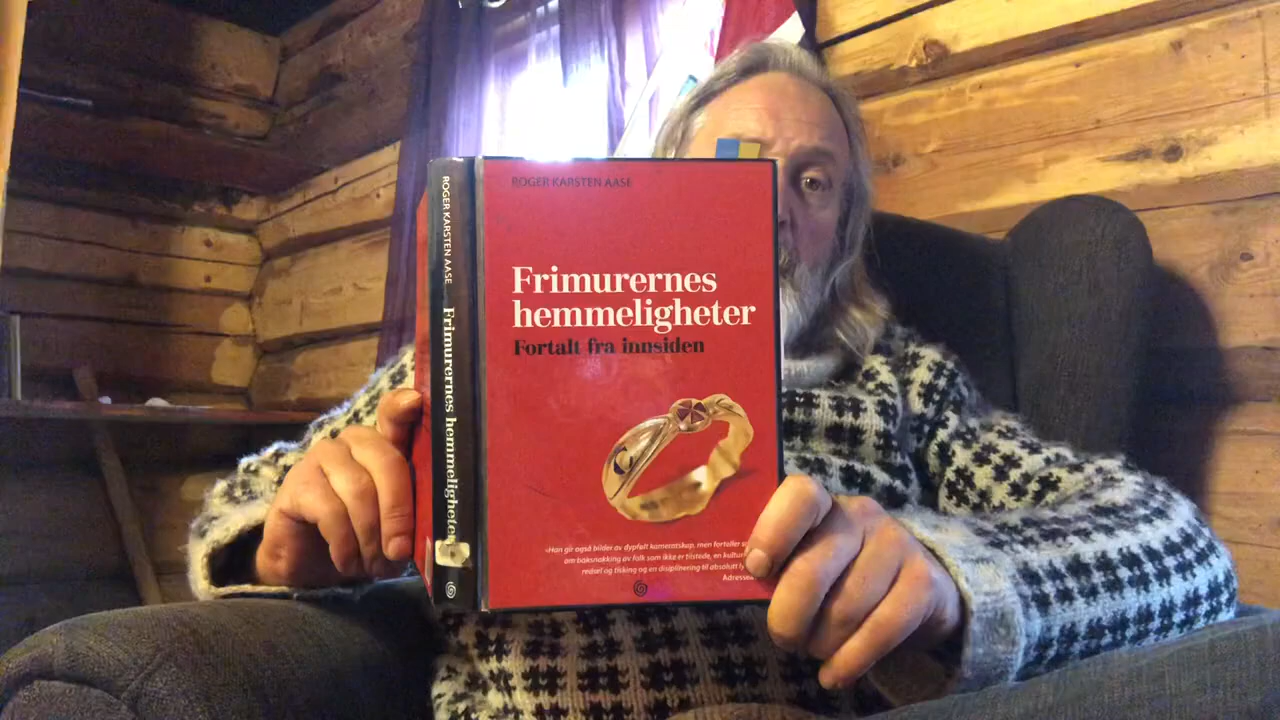 ROGER KARSTEN AASE
Frimurernes hemmeligheter
ROGER KARSTEN AASE
Frimurernes
hemmeligheter
Fortalt fra innsiden
«Han gir også bilder av dypfølt kameratskap, men forteller
om baksnakking av folk som ikke er tilstede, en
redsel og tisking og en disiplinering til absolutt